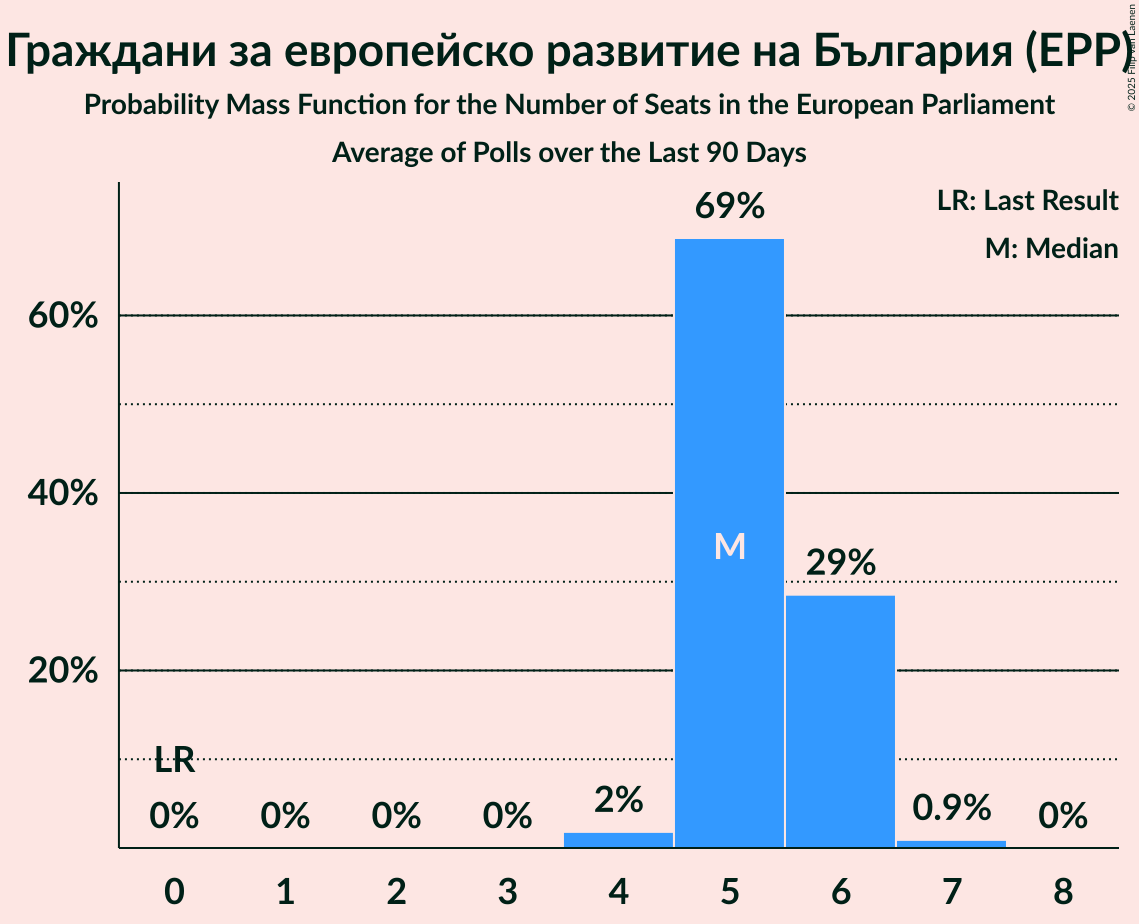 Граждани за европейско развитие на България (EPP)
Probability Mass Function for the Number of Seats in the European Parliament
Average of Polls over the Last 90 Days
© 2025 Filip van Laenen
LR: Last Result
M: Median
69%
60%
40%
M
29%
20%
LR
0% 0% 0% 0% 2% 0.9% 0%
0 1 2 3 4 5 6 7 8